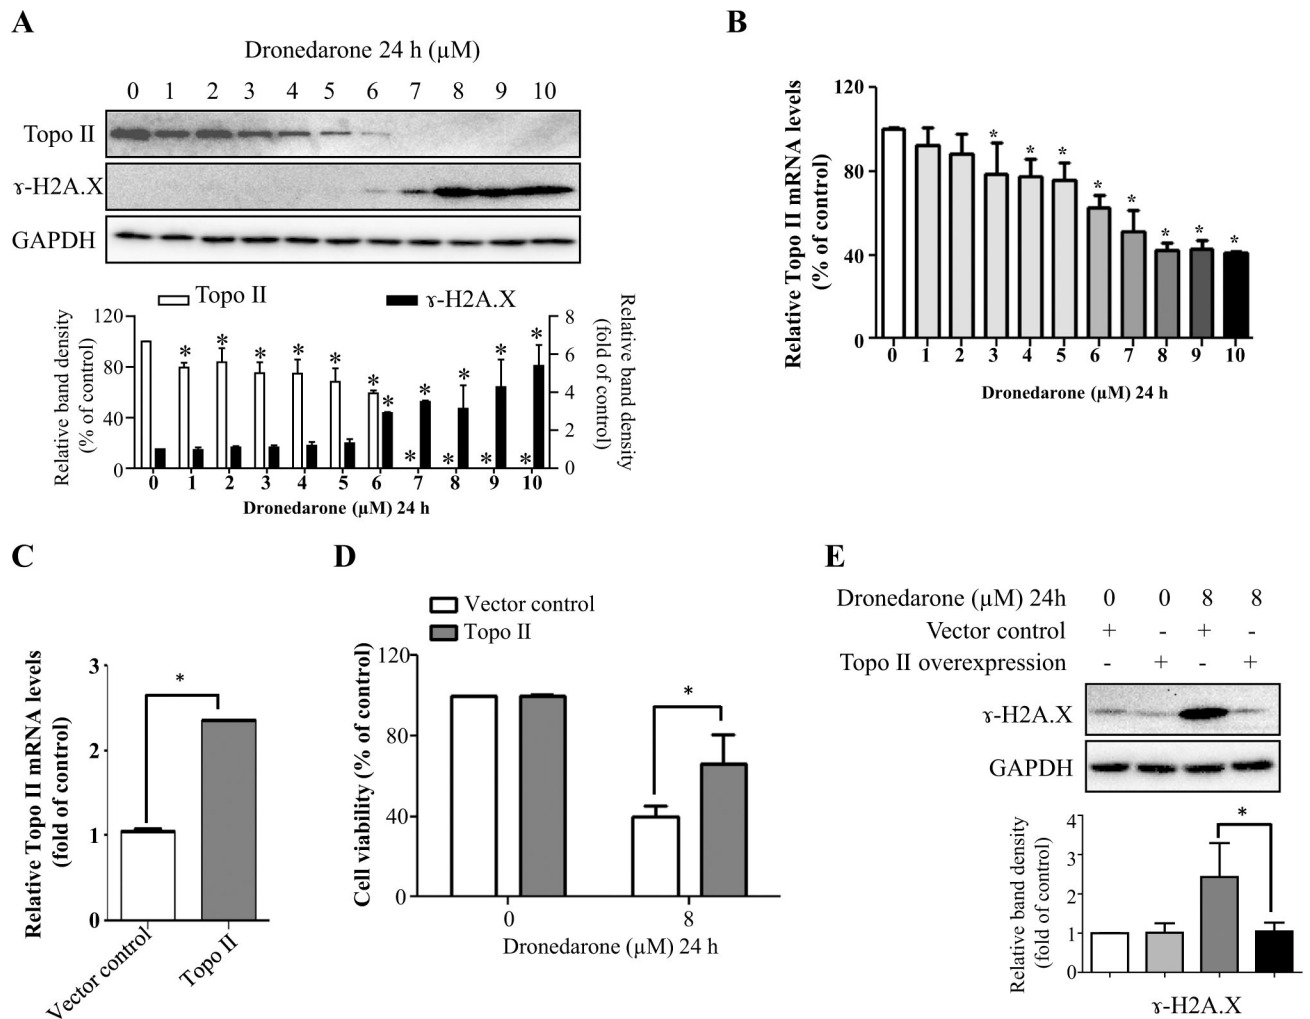 A
Dronedarone 24 h (µM)
0 1 2 3 4 5 6 7 8 9 10
Topo II
ɤ-H2A.X
GAPDH
Topo II
ɤ-H2A.X
Relative band density
(% of control)
120
80
40
0
* * * * * * * * * * * * * * *
8
6
4
2
0
Relative band density
(fold of control)
0 1 2 3 4 5 6 7 8 9 10
Dronedarone (µM) 24 h
B
Relative Topo II mRNA levels
(% of control)
120
80
40
0
* * * * * * * *
0 1 2 3 4 5 6 7 8 9 10
Dronedarone (µM) 24 h
C
Relative Topo II mRNA levels
(fold of control)
3
2
1
0
*
Vector control
Topo II
D
Vector control
Topo II
Cell viability (% of control)
120
80
40
0
*
0 8
Dronedarone (µM) 24 h
E
Dronedarone (µM) 24h 0 0 8 8
Vector control + - + -
Topo II overexpression - + - +
ɤ-H2A.X
GAPDH
Relative band density
(fold of control)
4
3
2
1
0
*
ɤ-H2A.X